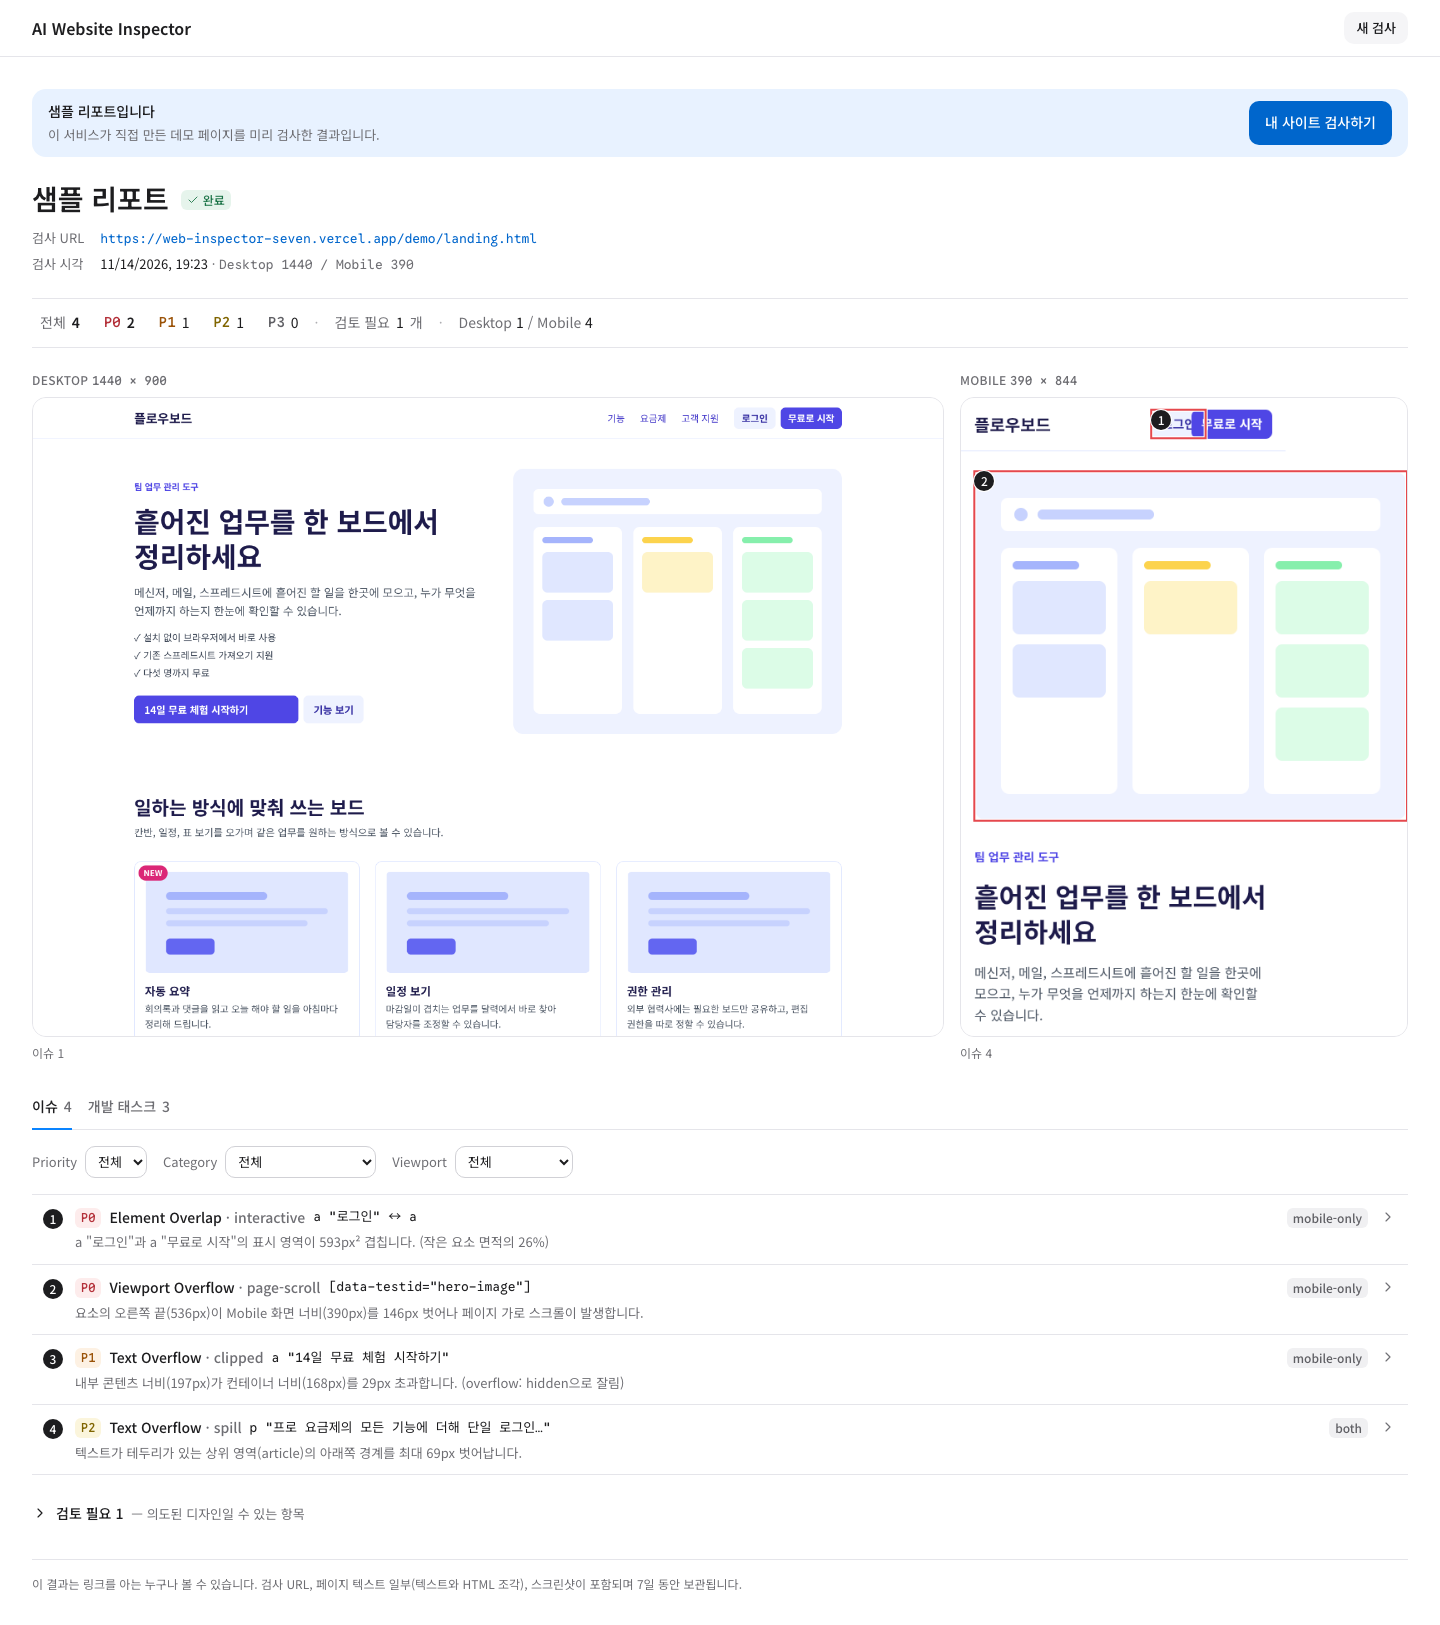 AI Website Inspector
새 검사
샘플 리포트입니다
이 서비스가 직접 만든 데모 페이지를 미리 검사한 결과입니다.
내 사이트 검사하기
샘플 리포트 ✓ 완료
검사 URL https://web-inspector-seven.vercel.app/demo/landing.html
검사 시각 11/14/2026, 19:23 · Desktop 1440 / Mobile 390
전체 4 P0 2 P1 1 P2 1 P3 0 · 검토 필요 1 개 · Desktop 1 / Mobile 4
DESKTOP 1440 × 900
플로우보드 기능 요금제 고객 지원 로그인 무료로 시작
팀 업무 관리 도구
흩어진 업무를 한 보드에서
정리하세요
메신저, 메일, 스프레드시트에 흩어진 할 일을 한곳에 모으고, 누가 무엇을
언제까지 하는지 한눈에 확인할 수 있습니다.
✓ 설치 없이 브라우저에서 바로 사용
✓ 기존 스프레드시트 가져오기 지원
✓ 다섯 명까지 무료
14일 무료 체험 시작하기 기능 보기
일하는 방식에 맞춰 쓰는 보드
칸반, 일정, 표 보기를 오가며 같은 업무를 원하는 방식으로 볼 수 있습니다.
NEW
자동 요약
회의록과 댓글을 읽고 오늘 해야 할 일을 아침마다
정리해 드립니다.
일정 보기
마감일이 겹치는 업무를 달력에서 바로 찾아
담당자를 조정할 수 있습니다.
권한 관리
외부 협력사에는 필요한 보드만 공유하고, 편집
권한을 따로 정할 수 있습니다.
이슈 1
MOBILE 390 × 844
플로우보드 1 그인 무료로 시작
2
팀 업무 관리 도구
흩어진 업무를 한 보드에서
정리하세요
메신저, 메일, 스프레드시트에 흩어진 할 일을 한곳에
모으고, 누가 무엇을 언제까지 하는지 한눈에 확인할
수 있습니다.
이슈 4
이슈 4 개발 태스크 3
Priority 전체 Category 전체 Viewport 전체
1 P0 Element Overlap · interactive a "로그인" ↔ a mobile-only
a "로그인"과 a "무료로 시작"의 표시 영역이 593px² 겹칩니다. (작은 요소 면적의 26%)
2 P0 Viewport Overflow · page-scroll [data-testid="hero-image"] mobile-only
요소의 오른쪽 끝(536px)이 Mobile 화면 너비(390px)를 146px 벗어나 페이지 가로 스크롤이 발생합니다.
3 P1 Text Overflow · clipped a "14일 무료 체험 시작하기" mobile-only
내부 콘텐츠 너비(197px)가 컨테이너 너비(168px)를 29px 초과합니다. (overflow: hidden으로 잘림)
4 P2 Text Overflow · spill p "프로 요금제의 모든 기능에 더해 단일 로그인…" both
텍스트가 테두리가 있는 상위 영역(article)의 아래쪽 경계를 최대 69px 벗어납니다.
검토 필요 1 — 의도된 디자인일 수 있는 항목
이 결과는 링크를 아는 누구나 볼 수 있습니다. 검사 URL, 페이지 텍스트 일부(텍스트와 HTML 조각), 스크린샷이 포함되며 7일 동안 보관됩니다.